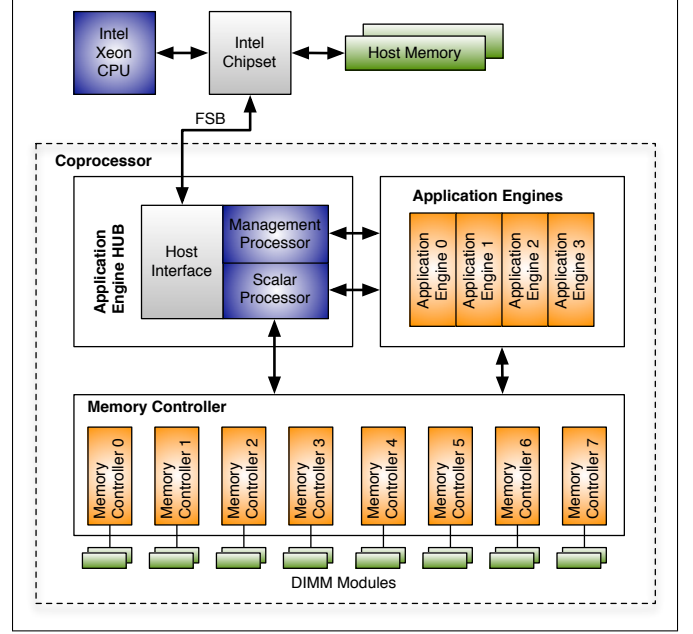 Intel
Xeon
CPU
Intel
Chipset
Host Memory
FSB
Coprocessor
Application
Engine HUB
Host
Interface
Management
Processor
Scalar
Processor
Application Engines
Application
Engine 0
Application
Engine 1
Application
Engine 2
Application
Engine 3
Memory Controller
Memory
Controller 0
Memory
Controller 1
Memory
Controller 2
Memory
Controller 3
Memory
Controller 4
Memory
Controller 5
Memory
Controller 6
Memory
Controller 7
DIMM Modules